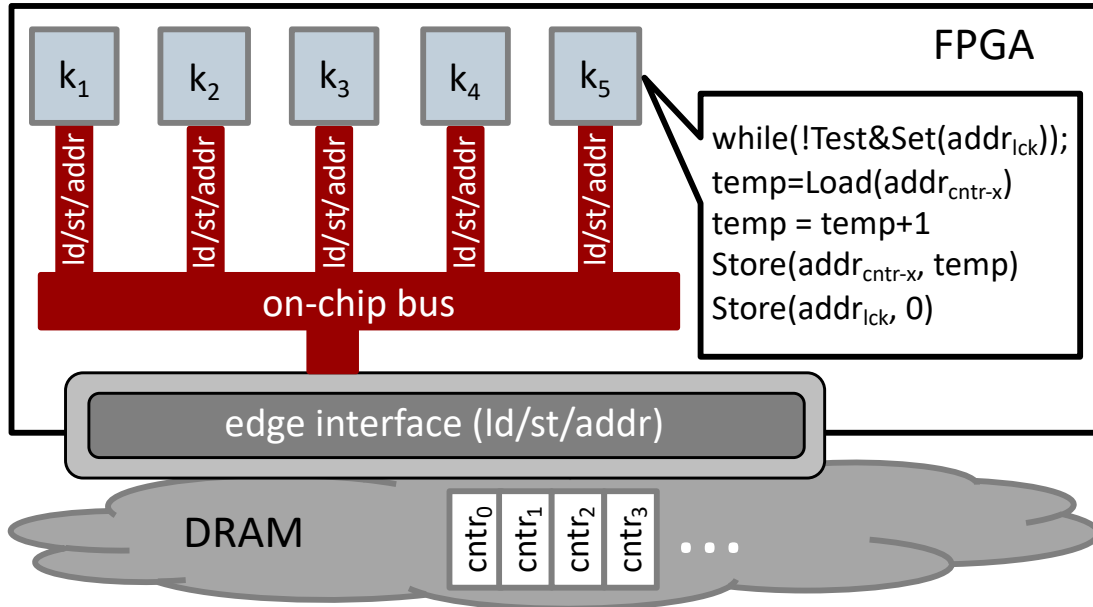 FPGA
k1 k2 k3 k4 k5
ld/st/addr ld/st/addr ld/st/addr ld/st/addr ld/st/addr
while(!Test&Set(addrlck));
temp=Load(addrcntr-x)
temp = temp+1
Store(addrcntr-x, temp)
Store(addrlck, 0)
on-chip bus
edge interface (ld/st/addr)
DRAM
cntr0 cntr1 cntr2 cntr3 ...